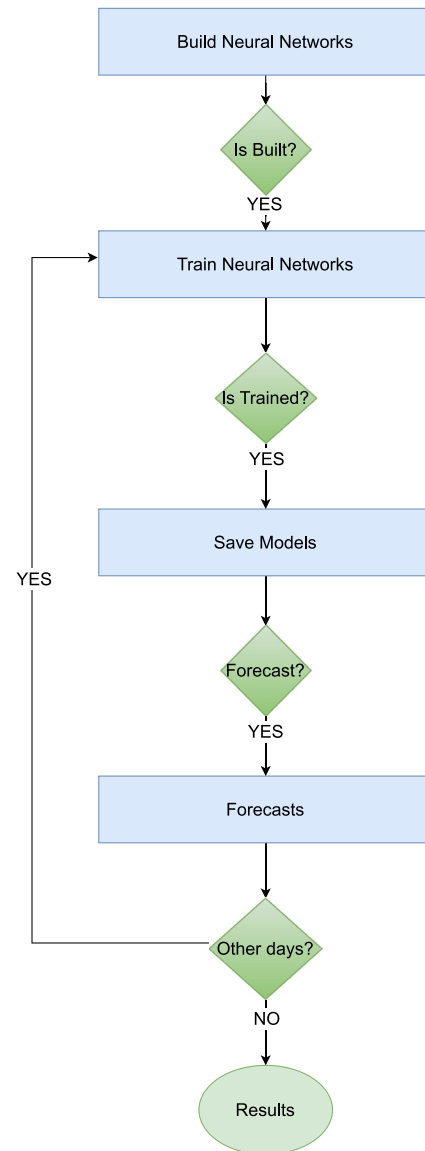 Build Neural Networks
Is Built?
YES
Train Neural Networks
Is Trained?
YES
Save Models
YES
Forecast?
YES
Forecasts
Other days?
NO
Results